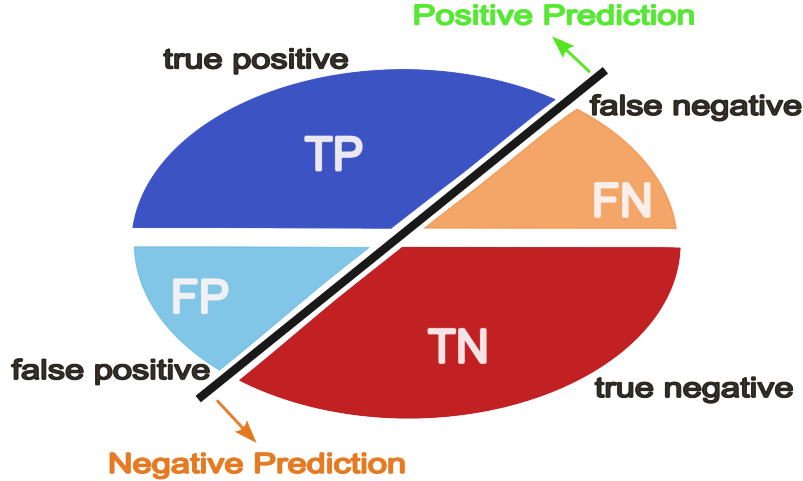 Positive Prediction
true positive
false negative
TP
FN
FP
TN
false positive
true negative
Negative Prediction